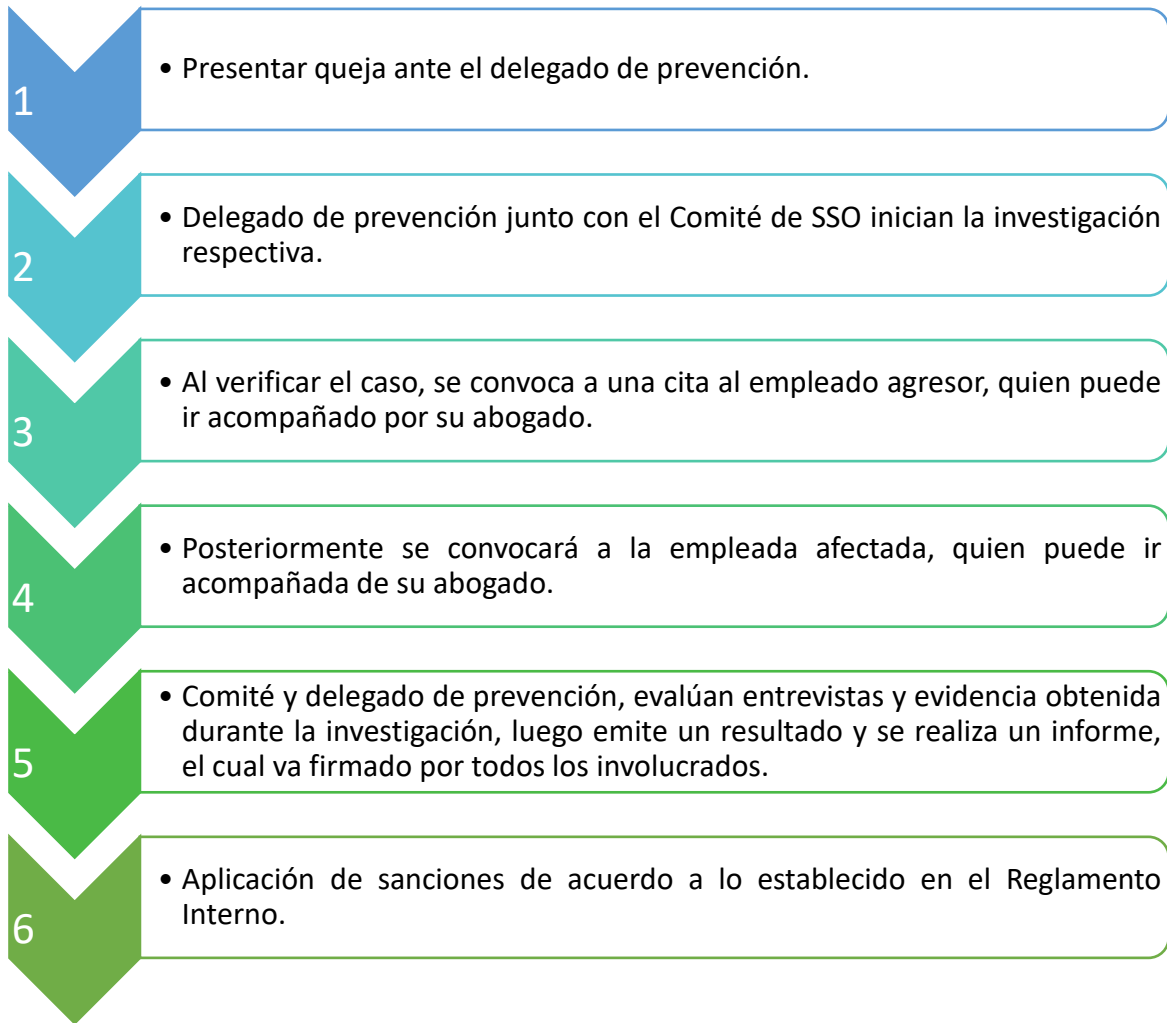 1
• Presentar queja ante el delegado de prevención.
2
• Delegado de prevención junto con el Comité de SSO inician la investigación
respectiva.
3
• Al verificar el caso, se convoca a una cita al empleado agresor, quien puede
ir acompañado por su abogado.
4
• Posteriormente se convocará a la empleada afectada, quien puede ir
acompañada de su abogado.
5
• Comité y delegado de prevención, evalúan entrevistas y evidencia obtenida
durante la investigación, luego emite un resultado y se realiza un informe,
el cual va firmado por todos los involucrados.
6
• Aplicación de sanciones de acuerdo a lo establecido en el Reglamento
Interno.